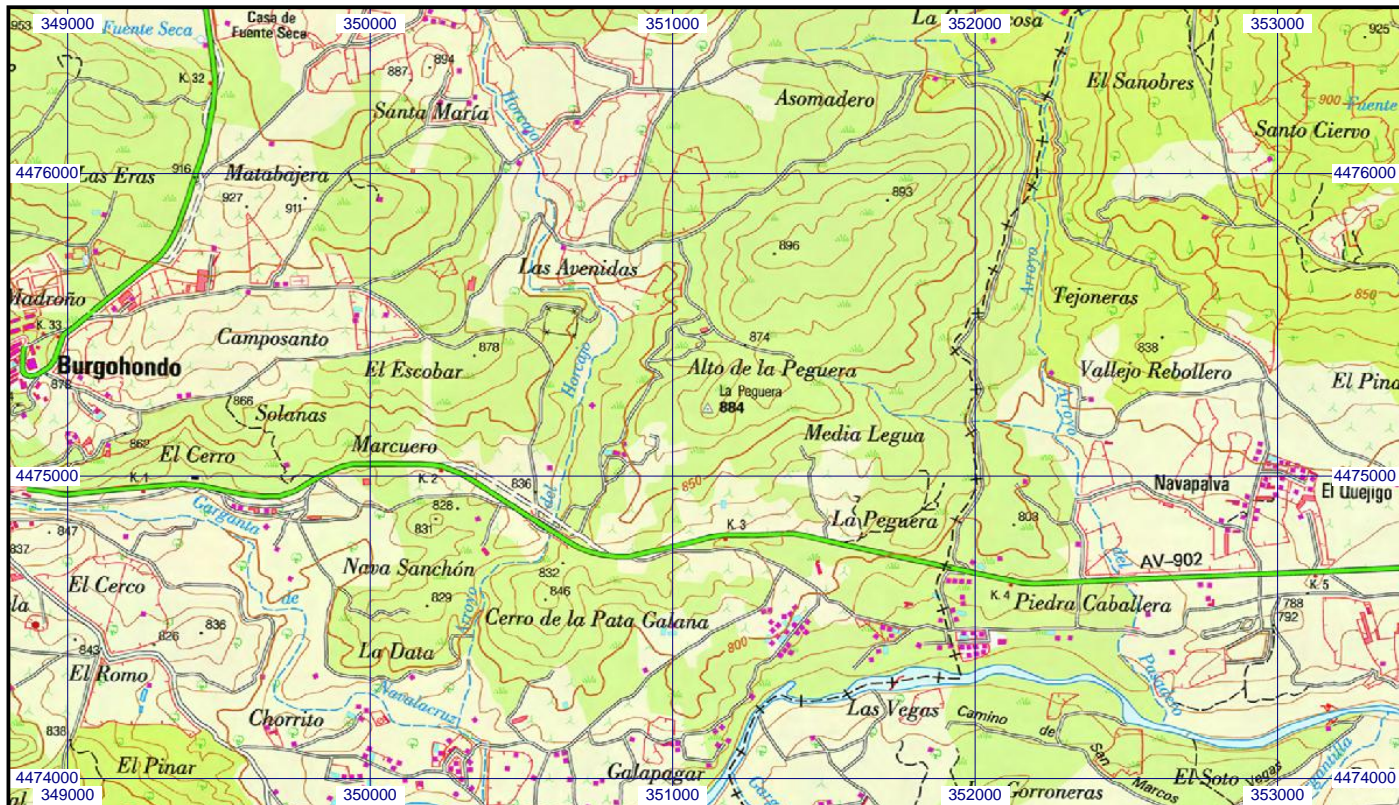 349000
350000
351000
352000
353000
953
Fuente Seca
Casa de
Fuente Seca
925
K. 32
887
894
Santa María
Horcajo
Asomadero
El Sanobres
900
Fuente
Santo Ciervo
4476000
Las Eras
916
Matabajera
927
911
893
4476000
896
Las Avenidas
Arroyo
Madroño
K. 33
Tejoneras
850
Camposanto
878
874
838
Burgohondo
878
El Escobar
Horcajo
Alto de la Peguera
La Peguera
884
Vallejo Rebollero
El Pina
866
Solanas
Arroyo
862
El Cerro
Marcuero
Media Legua
4475000
K. 1
K. 2
836
del
850
Navapalva
El Quejigo
4475000
Garganta
828
831
K. 3
La Peguera
803
847
837
Nava Sanchón
832
del
AV-902
El Cerco
de
829
846
K. 4
Piedra Caballera
K. 5
la
826
836
Arroyo
Cerro de la Pata Galana
788
792
843
La Data
800
El Romo
Navalacruz
Pascasio
Chorrito
Las Vegas
Camino
de
San
Marcos
838
El Pinar
Galapagar
El Soto
Vegas
4474000
4474000
al
Gorroneras
349000
350000
351000
352000
353000